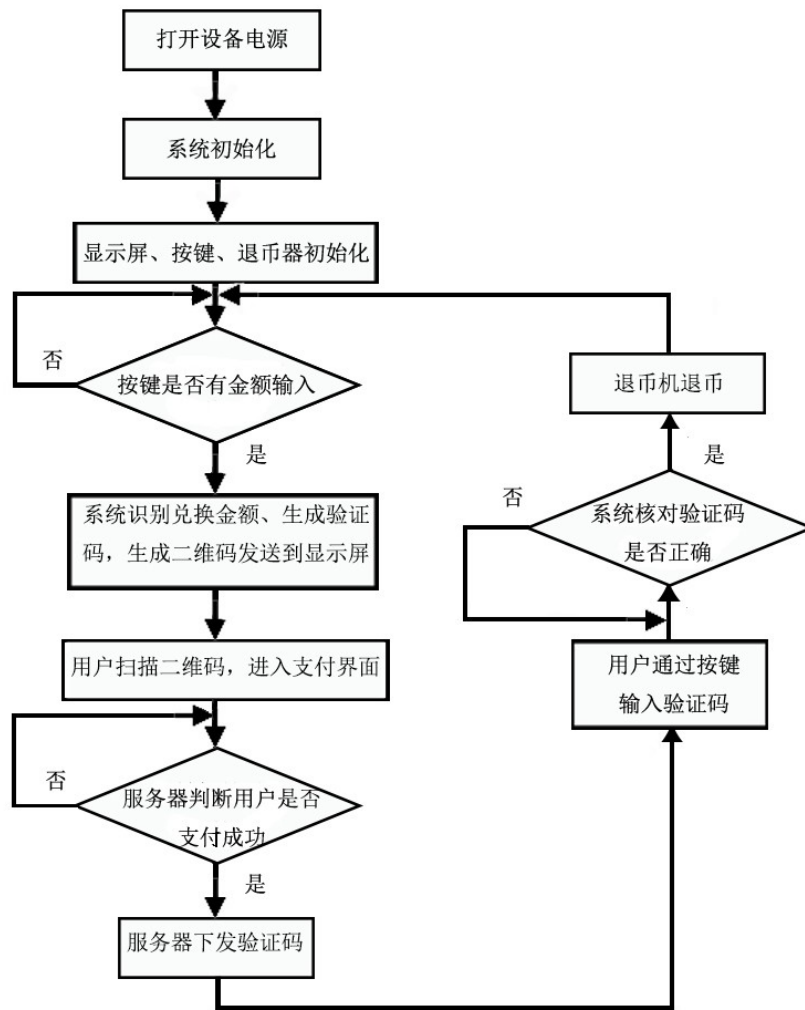 打开设备电源
系统初始化
显示屏、按键、退币器初始化
否
按键是否有金额输入
是
系统识别兑换金额、生成验证
码，生成二维码发送到显示屏
用户扫描二维码，进入支付界面
否
服务器判断用户是否
支付成功
是
服务器下发验证码
用户通过按键
输入验证码
系统核对验证码
是否正确
否
是
退币机退币